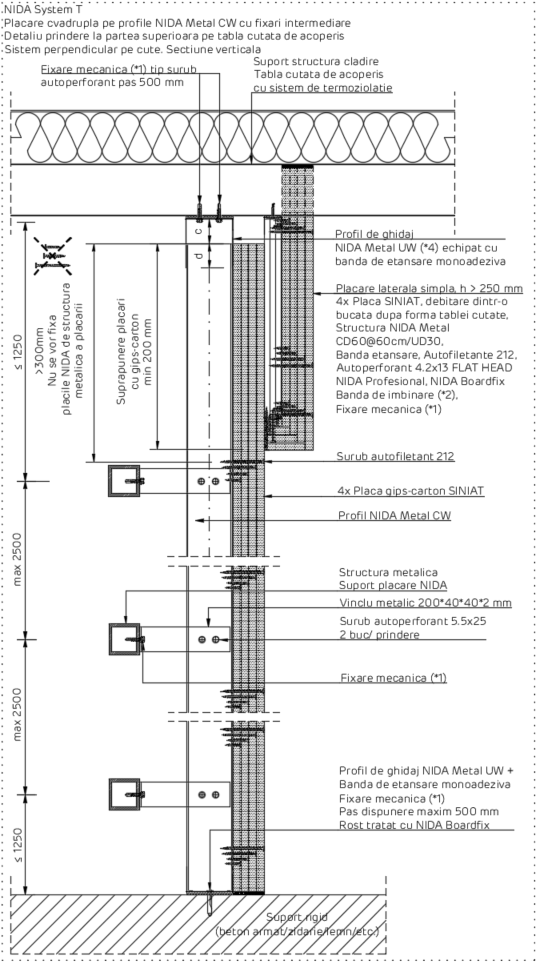 NIDA System T
Placare cvadrupla pe profile NIDA Metal CW cu fixari intermediare
Detaliu prindere la partea superioara pe tabla cutata de acoperis
Sistem perpendicular pe cute. Sectiune verticala
Fixare mecanica (*1) tip surub
autoperforant pas 500 mm
Suport structura cladire
Tabla cutata de acoperis
cu sistem de termoziolatie
c
d
Profil de ghidaj
NIDA Metal UW (*4) echipat cu
banda de etansare monoadeziva
Placare laterala simpla, h > 250 mm
4x Placa SINIAT, debitare dintr-o
bucata dupa forma tablei cutate,
Structura NIDA Metal
CD60@60cm/UD30,
Banda etansare, Autofiletante 212,
Autoperforant 4.2x13 FLAT HEAD
NIDA Profesional, NIDA Boardfix
Banda de imbinare (*2),
Fixare mecanica (*1)
≤ 1250
>300mm
Nu se vor fixa
placile NIDA de structura
metalica a placarii
Suprapunere placari
cu gips-carton
min 200 mm
Surub autofiletant 212
4x Placa gips-carton SINIAT
Profil NIDA Metal CW
max 2500
Structura metalica
Suport placare NIDA
Vinclu metalic 200*40*40*2 mm
Surub autoperforant 5.5x25
2 buc/ prindere
Fixare mecanica (*1)
max 2500
Profil de ghidaj NIDA Metal UW +
Banda de etansare monoadeziva
Fixare mecanica (*1)
Pas dispunere maxim 500 mm
Rost tratat cu NIDA Boardfix
≤ 1250
Suport rigid
(beton armat/zidarie/lemn/etc.)